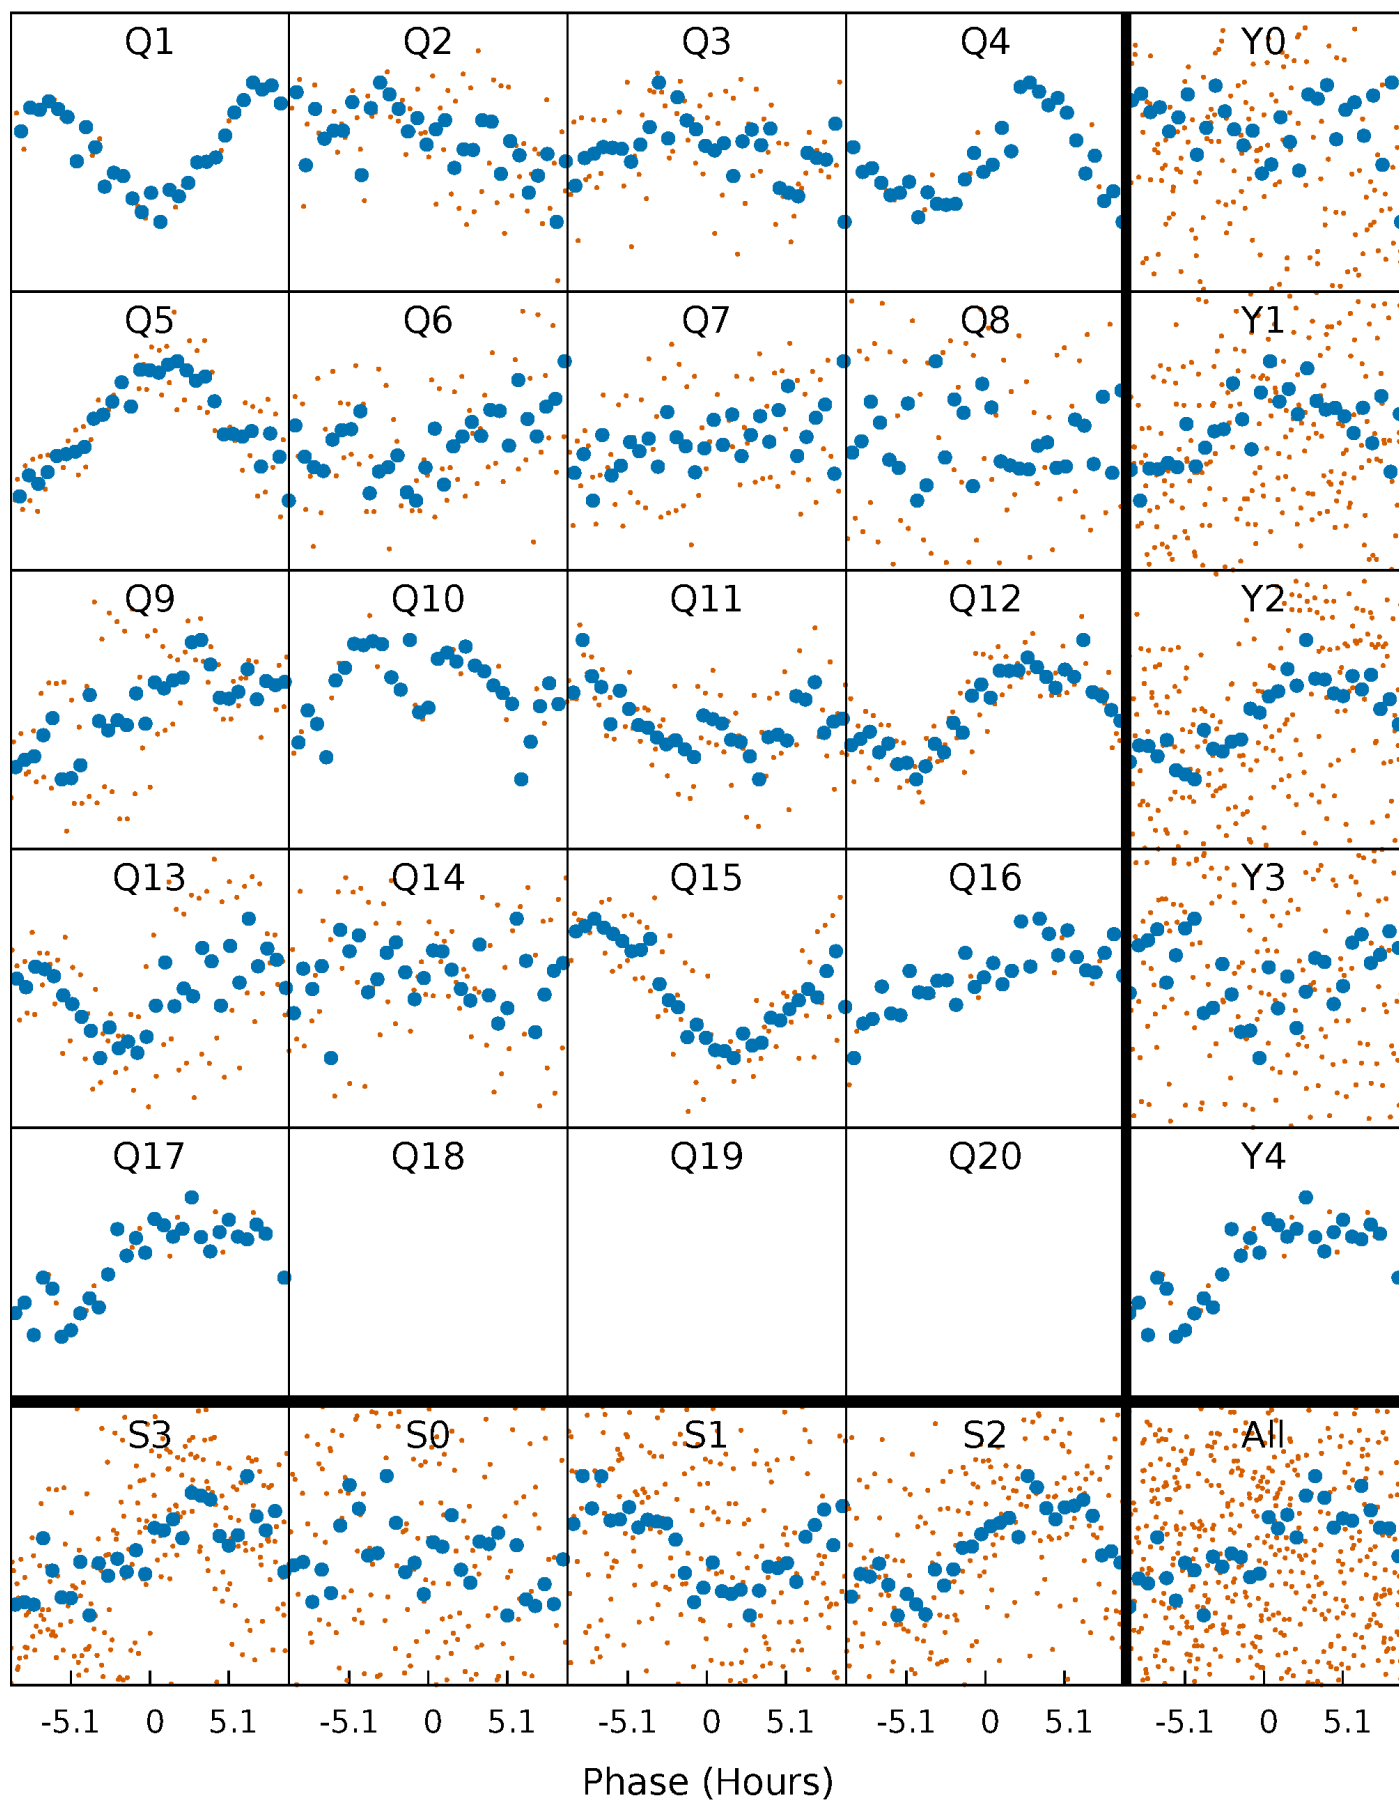 Q1 Q2 Q3 Q4 Y0
Q5 Q6 Q7 Q8 Y1
Q9 Q10 Q11 Q12 Y2
Q13 Q14 Q15 Q16 Y3
Q17 Q18 Q19 Q20 Y4
S3 S0 S1 S2 All
-5.1 0 5.1 -5.1 0 5.1 -5.1 0 5.1 -5.1 0 5.1 -5.1 0 5.1
Phase (Hours)